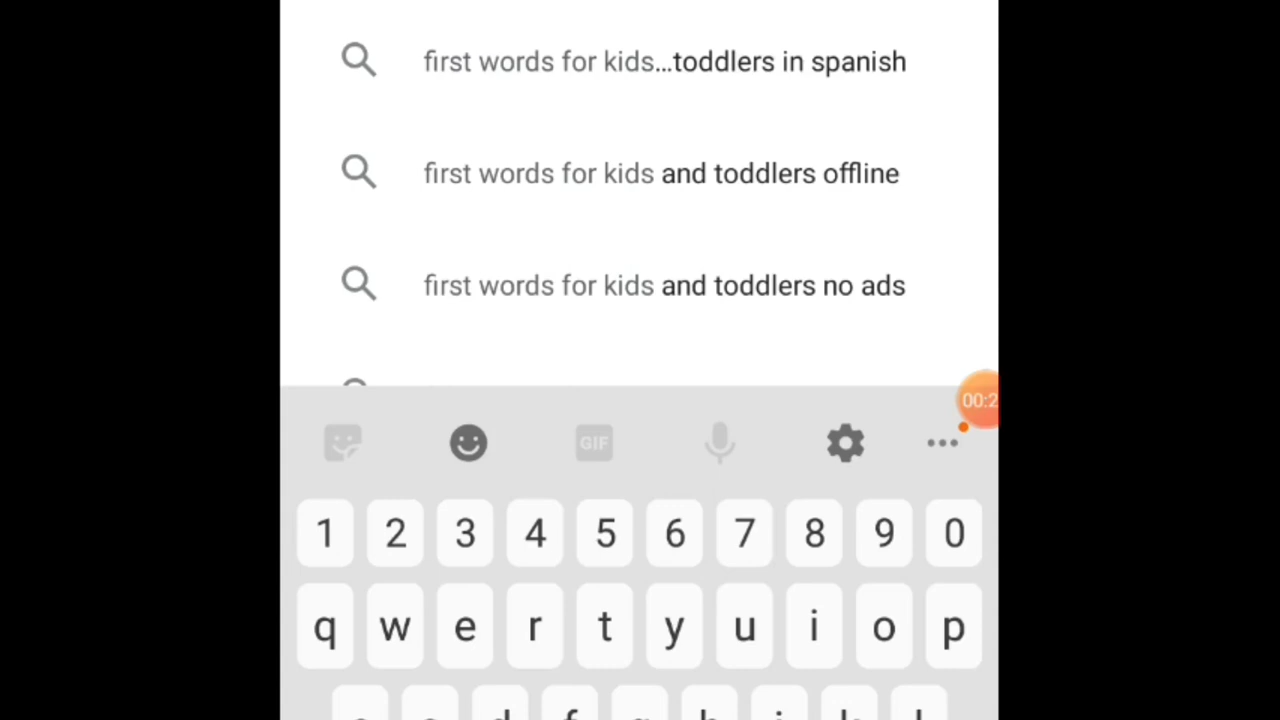 first words for kids...toddlers in spanish
first words for kids and toddlers offline
first words for kids and toddlers no ads
00:2
GIF
1 2 3 4 5 6 7 8 9 0
q w e r t y u i o p